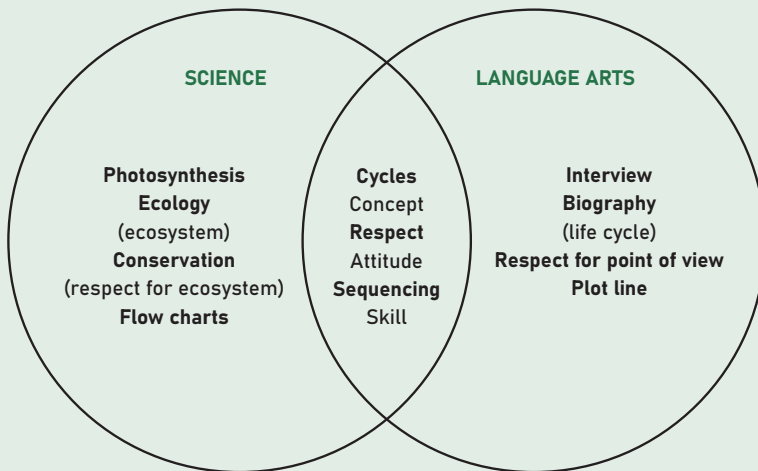 SCIENCE
Photosynthesis
Ecology
(ecosystem)
Conservation
(respect for ecosystem)
Flow charts
Cycles
Concept
Respect
Attitude
Sequencing
Skill
LANGUAGE ARTS
Interview
Biography
(life cycle)
Respect for point of view
Plot line